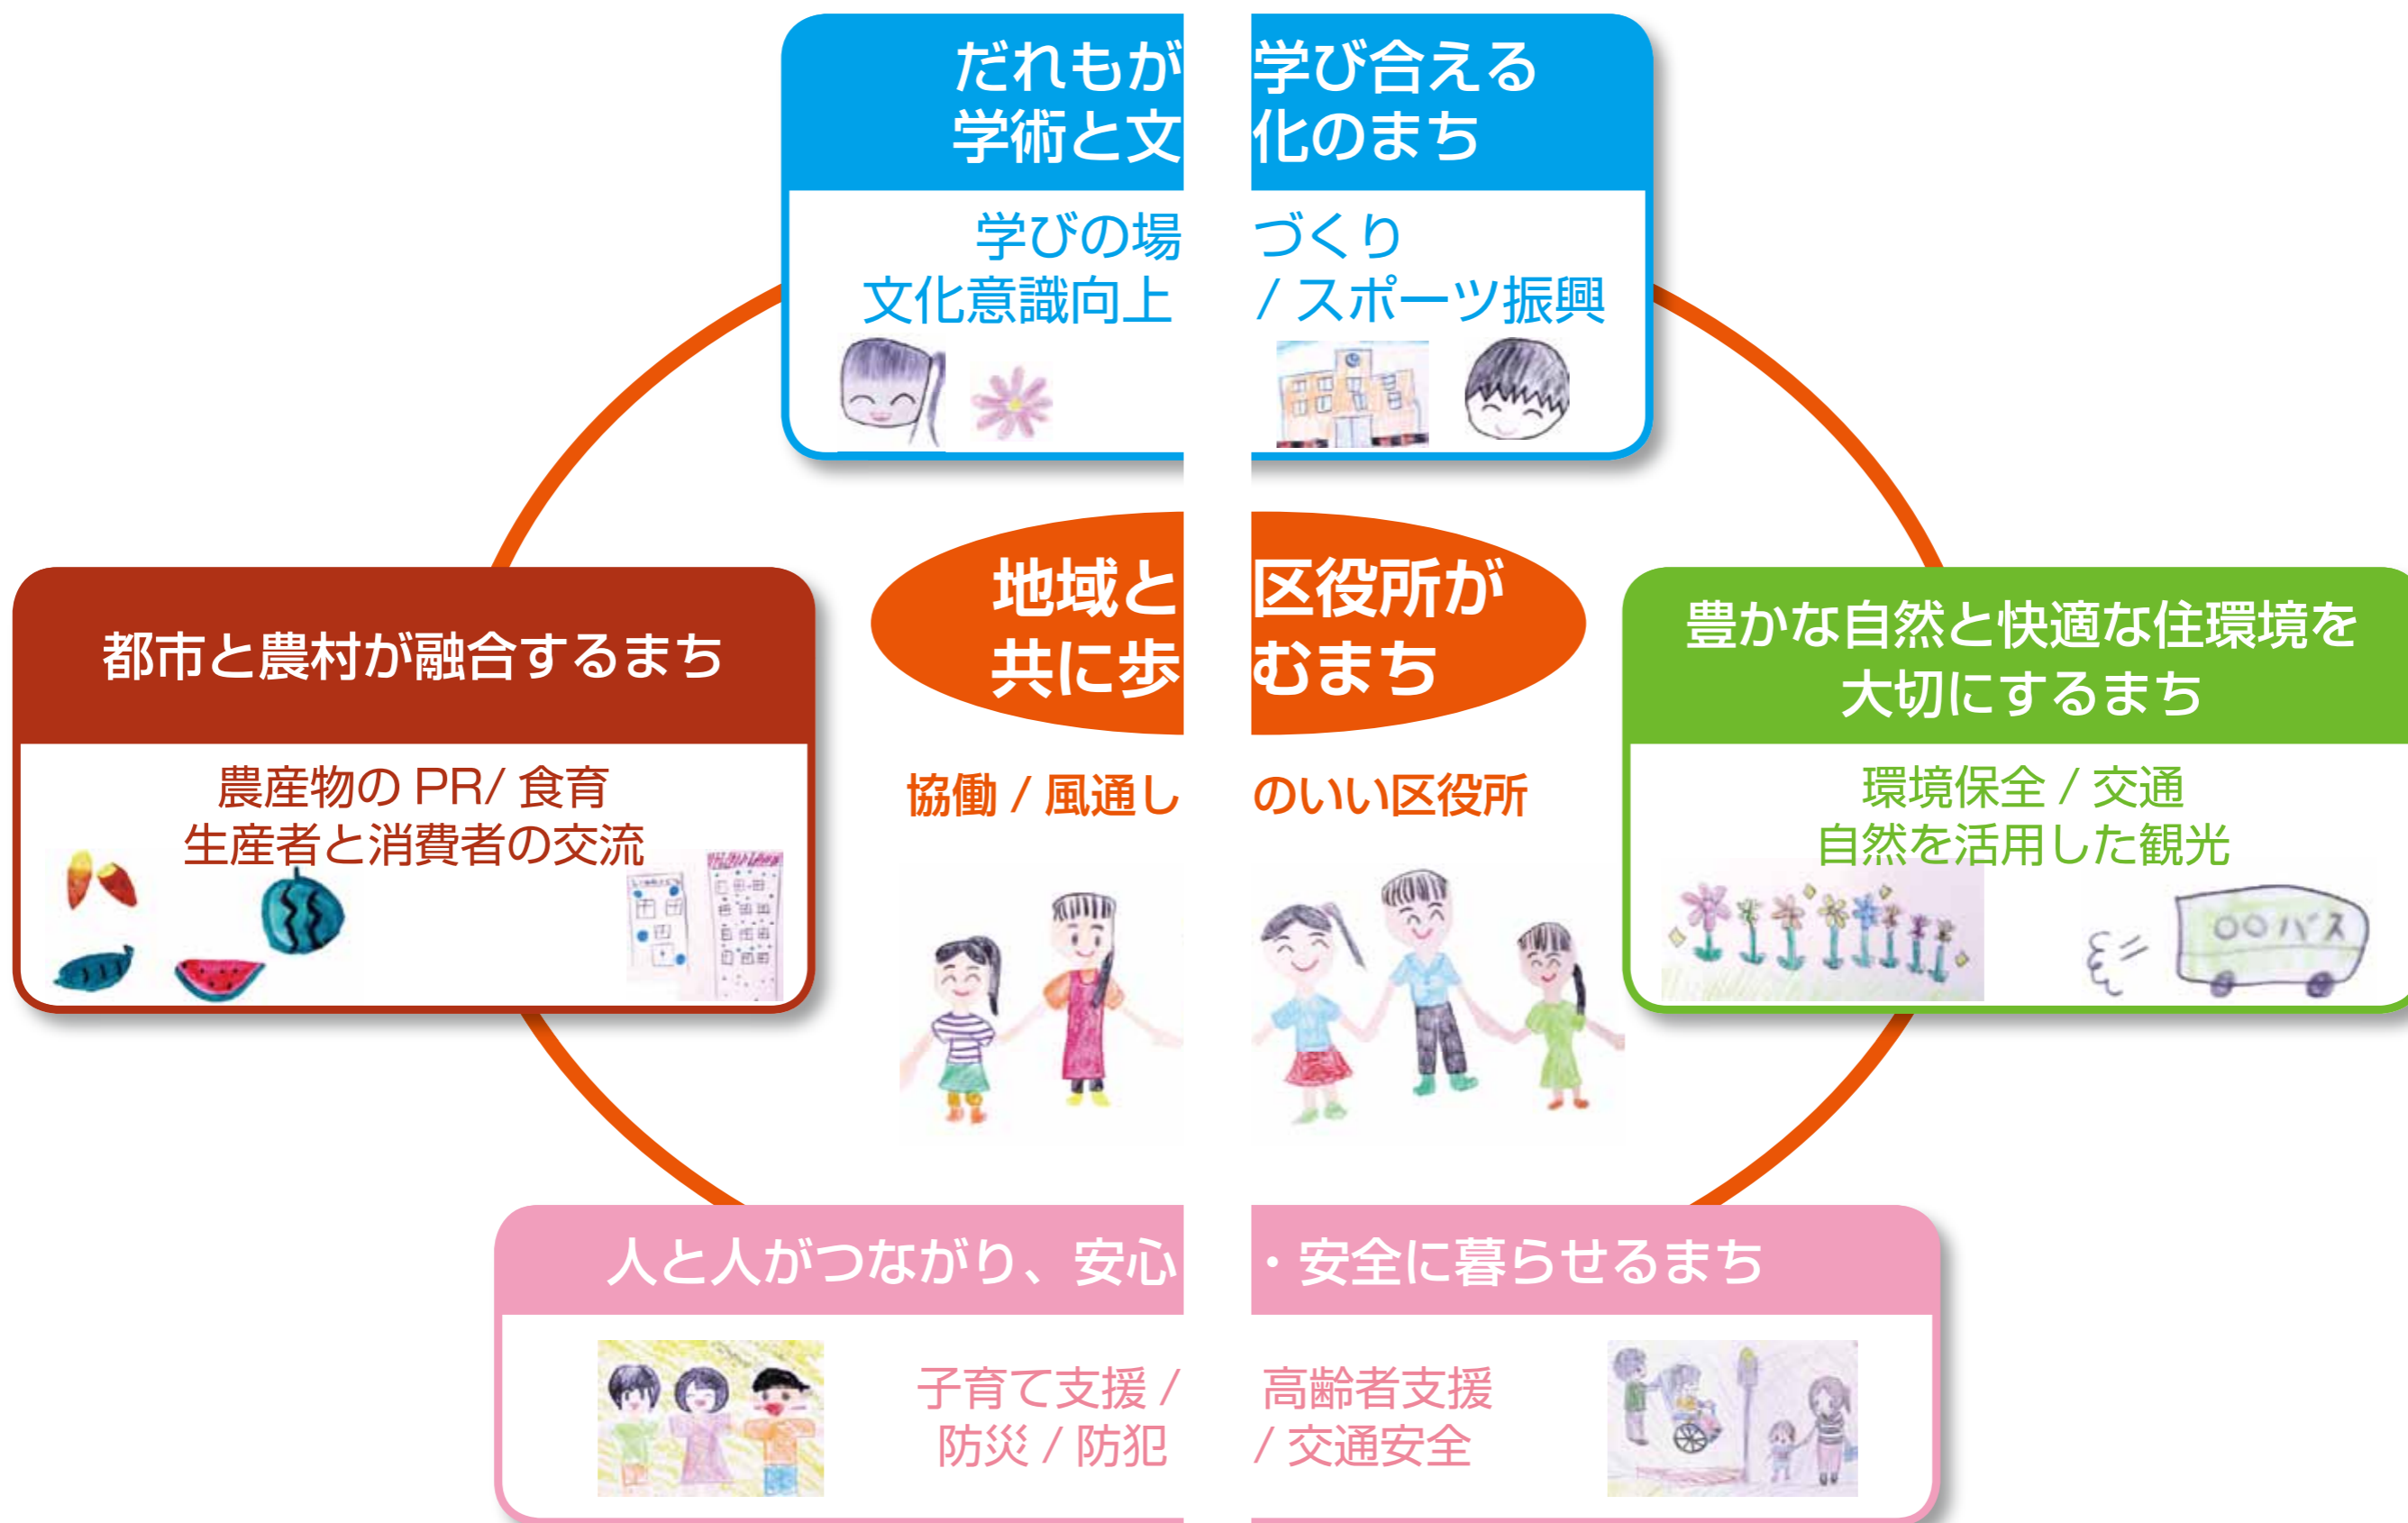 だれもが学び合える
学術と文化のまち
学びの場づくり
文化意識向上 / スポーツ振興
地域と区役所が
共に歩むまち
協働 / 風通しのいい区役所
都市と農村が融合するまち
農産物の PR/ 食育
生産者と消費者の交流
豊かな自然と快適な住環境を
大切にするまち
環境保全 / 交通
自然を活用した観光
○○バス
人と人がつながり、安心・安全に暮らせるまち
子育て支援 / 高齢者支援
防災 / 防犯 / 交通安全